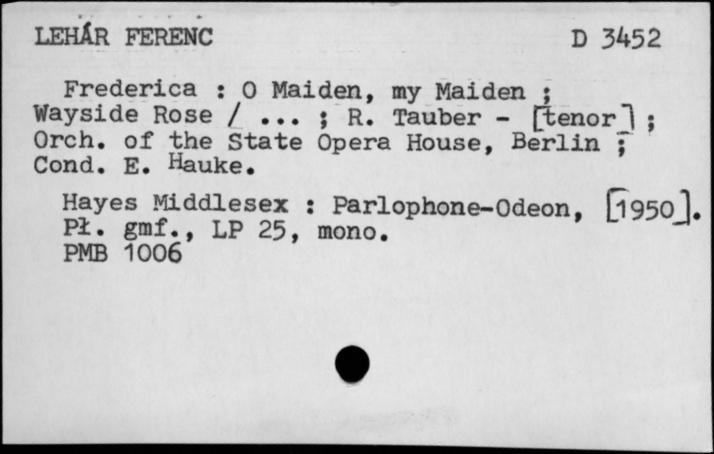 LEHÁR FERENC D 3452
Frederica : O Maiden, my Maiden ;
Wayside Rose / ... ; R. Tauber - [tenor] ;
Orch. of the State Opera House, Berlin ;
Cond. E. Hauke.
Hayes Middlesex : Parlophone-Odeon, [1950].
Pł. gmf., LP 25, mono.
PMB 1006